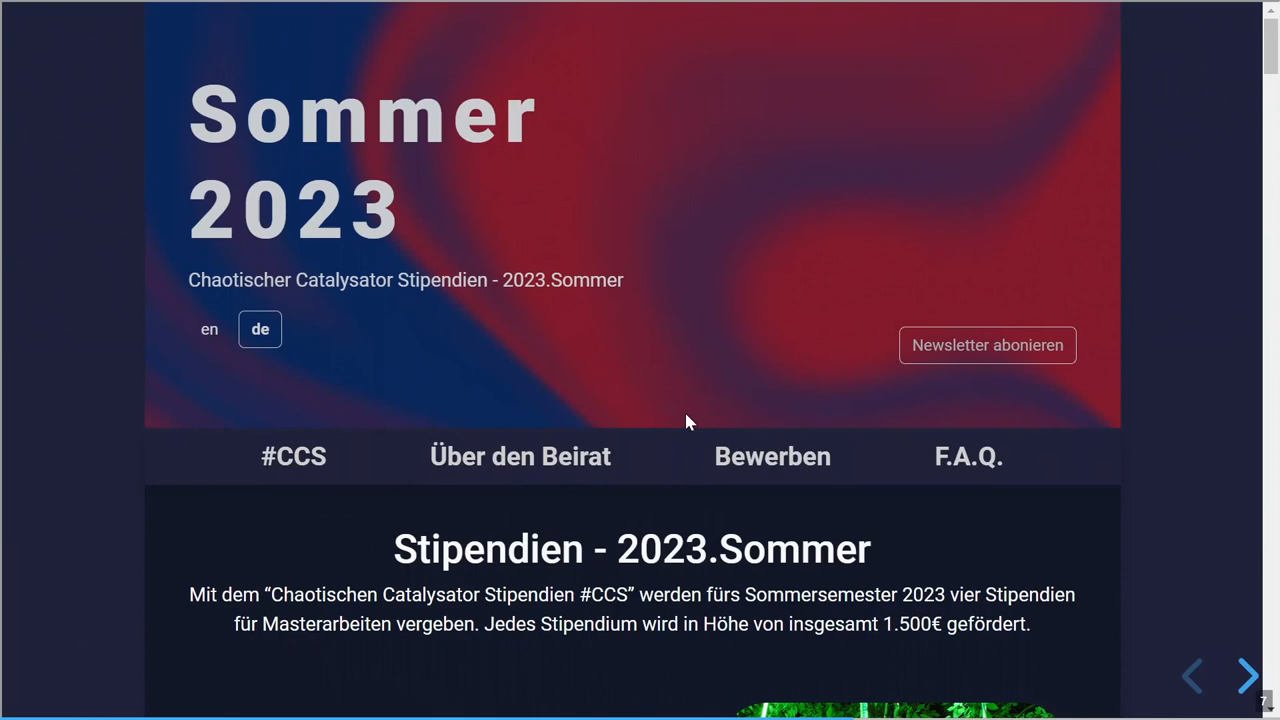 Sommer
2023
Chaotischer Catalysator Stipendien - 2023.Sommer
en de
Newsletter abonieren
#CCS Über den Beirat Bewerben F.A.Q.
Stipendien - 2023.Sommer
Mit dem “Chaotischen Catalysator Stipendien #CCS” werden fürs Sommersemester 2023 vier Stipendien
für Masterarbeiten vergeben. Jedes Stipendium wird in Höhe von insgesamt 1.500€ gefördert.
7